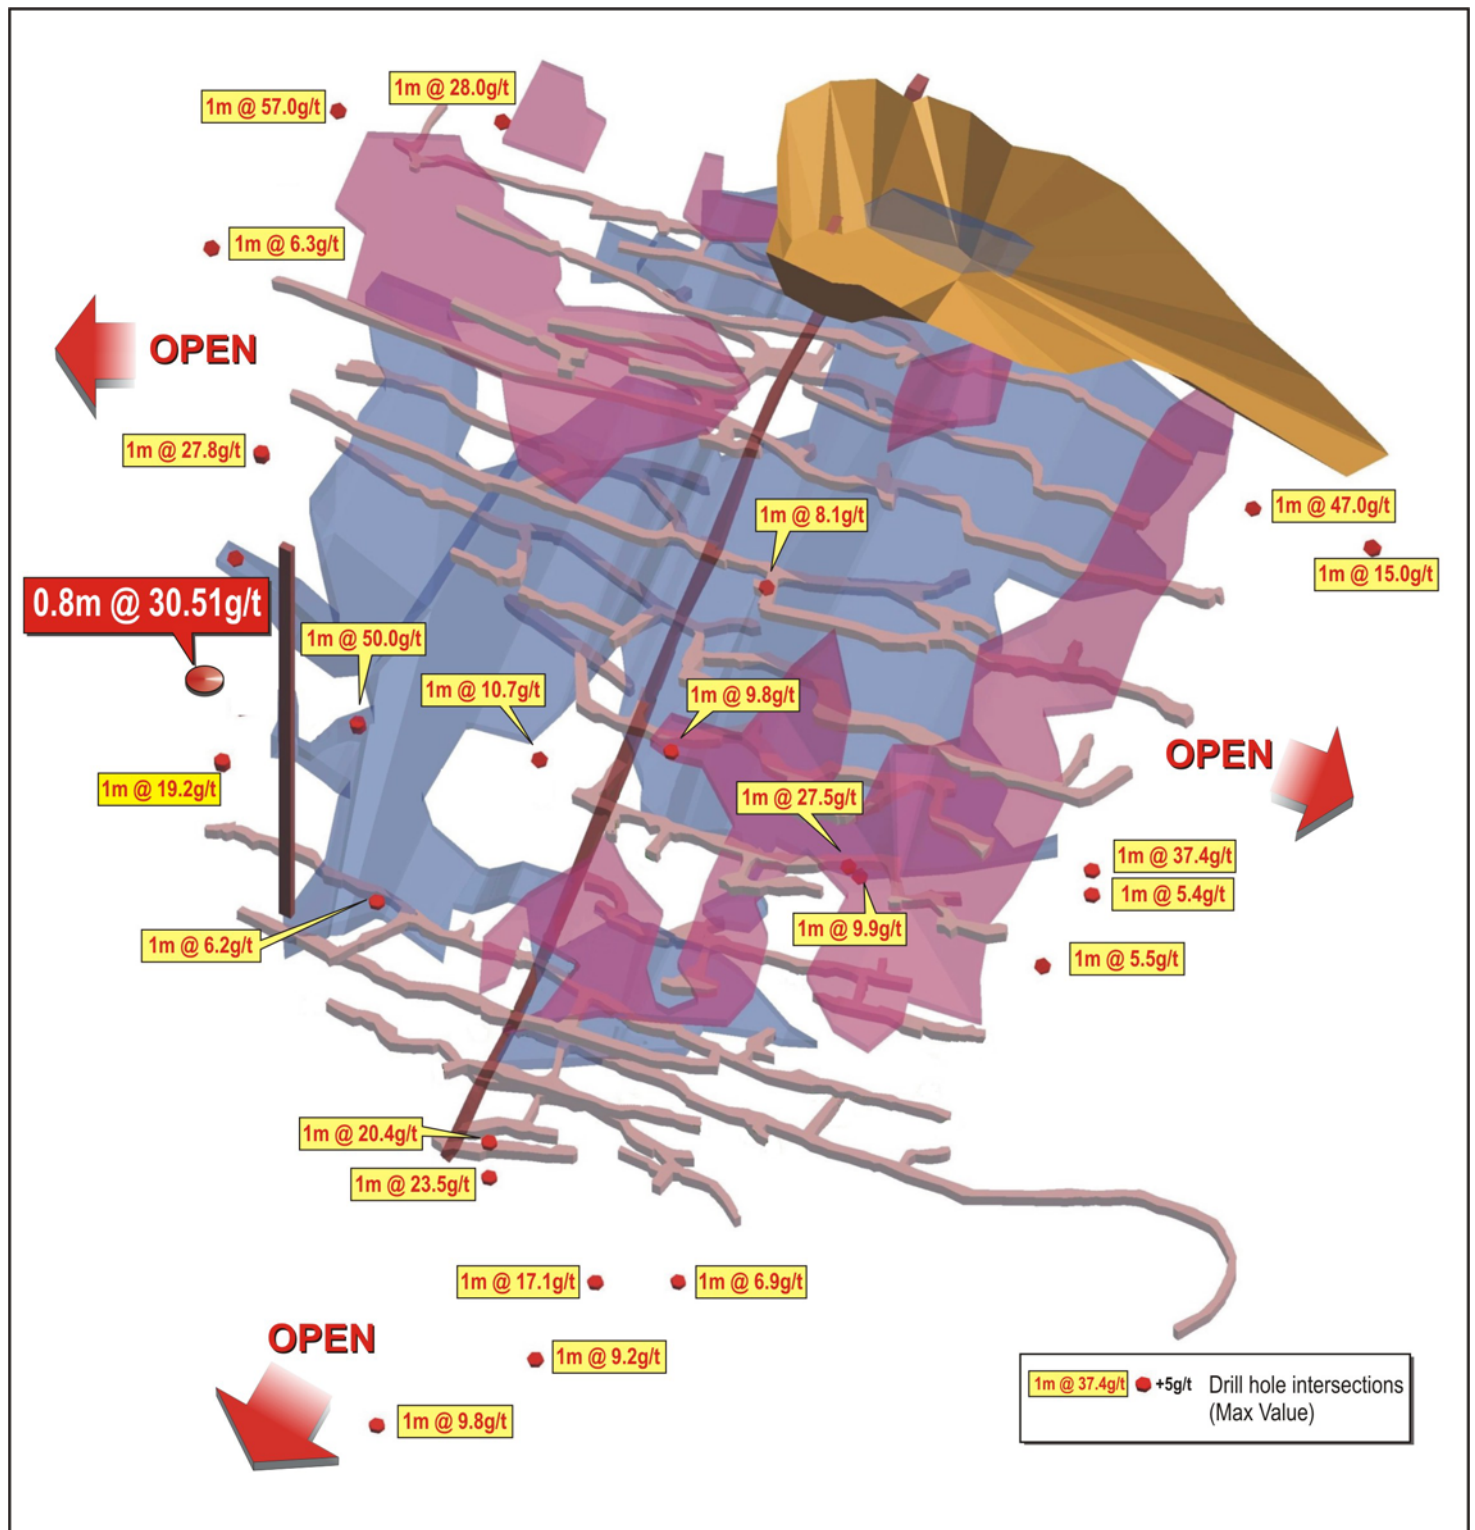 1m @ 28.0g/t
1m @ 57.0g/t
1m @ 6.3g/t
OPEN
1m @ 27.8g/t
1m @ 47.0g/t
1m @ 8.1g/t
1m @ 15.0g/t
0.8m @ 30.51g/t
1m @ 50.0g/t
1m @ 10.7g/t
1m @ 9.8g/t
OPEN
1m @ 19.2g/t
1m @ 27.5g/t
1m @ 37.4g/t
1m @ 5.4g/t
1m @ 9.9g/t
1m @ 6.2g/t
1m @ 5.5g/t
1m @ 20.4g/t
1m @ 23.5g/t
1m @ 17.1g/t
1m @ 6.9g/t
OPEN
1m @ 9.2g/t
1m @ 9.8g/t
1m @ 37.4g/t +5g/t Drill hole intersections
(Max Value)